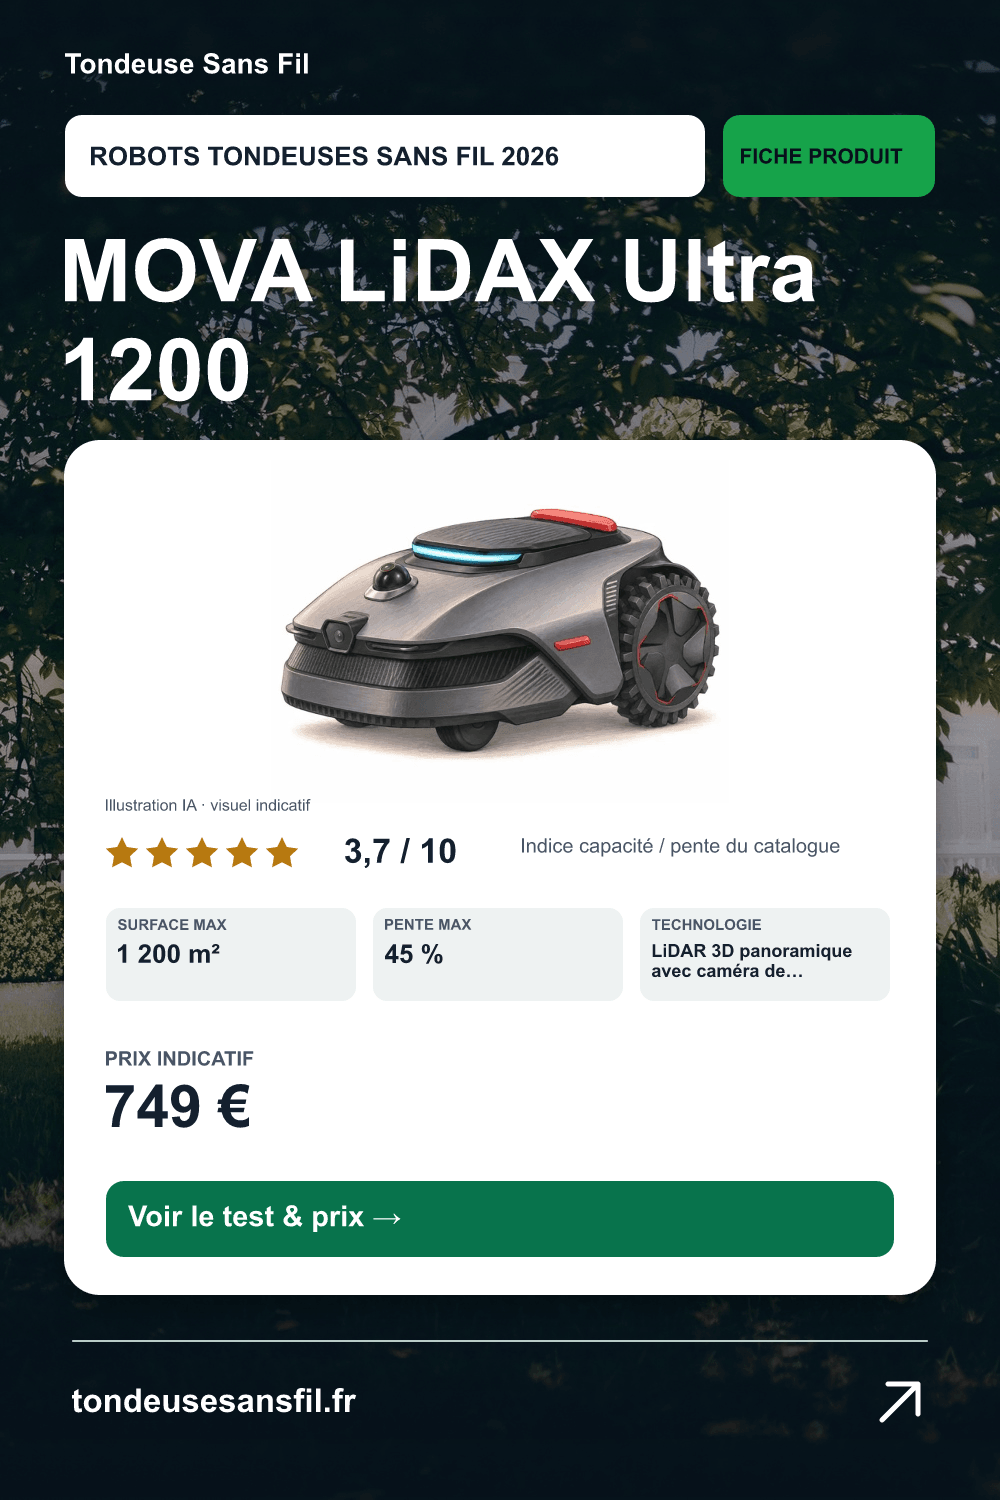 Tondeuse Sans Fil
ROBOTS TONDEUSES SANS FIL 2026
FICHE PRODUIT
MOVA LiDAX Ultra
1200
Illustration IA · visuel indicatif
3,7 / 10
Indice capacité / pente du catalogue
SURFACE MAX
1 200 m²
PENTE MAX
45 %
TECHNOLOGIE
LiDAR 3D panoramique
avec caméra de…
PRIX INDICATIF
749 €
Voir le test & prix →
tondeusesansfil.fr